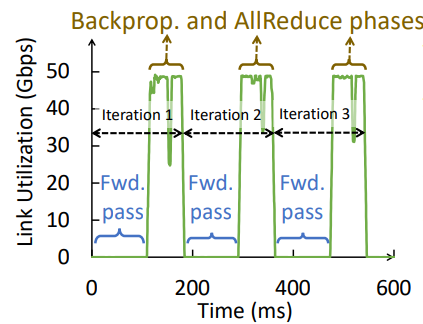 Backprop. and AllReduce phases
Link Utilization (Gbps)
50
40
30
20
10
0
Iteration 1
Iteration 2
Iteration 3
Fwd.
pass
Fwd.
pass
Fwd.
pass
0
200
400
600
Time (ms)